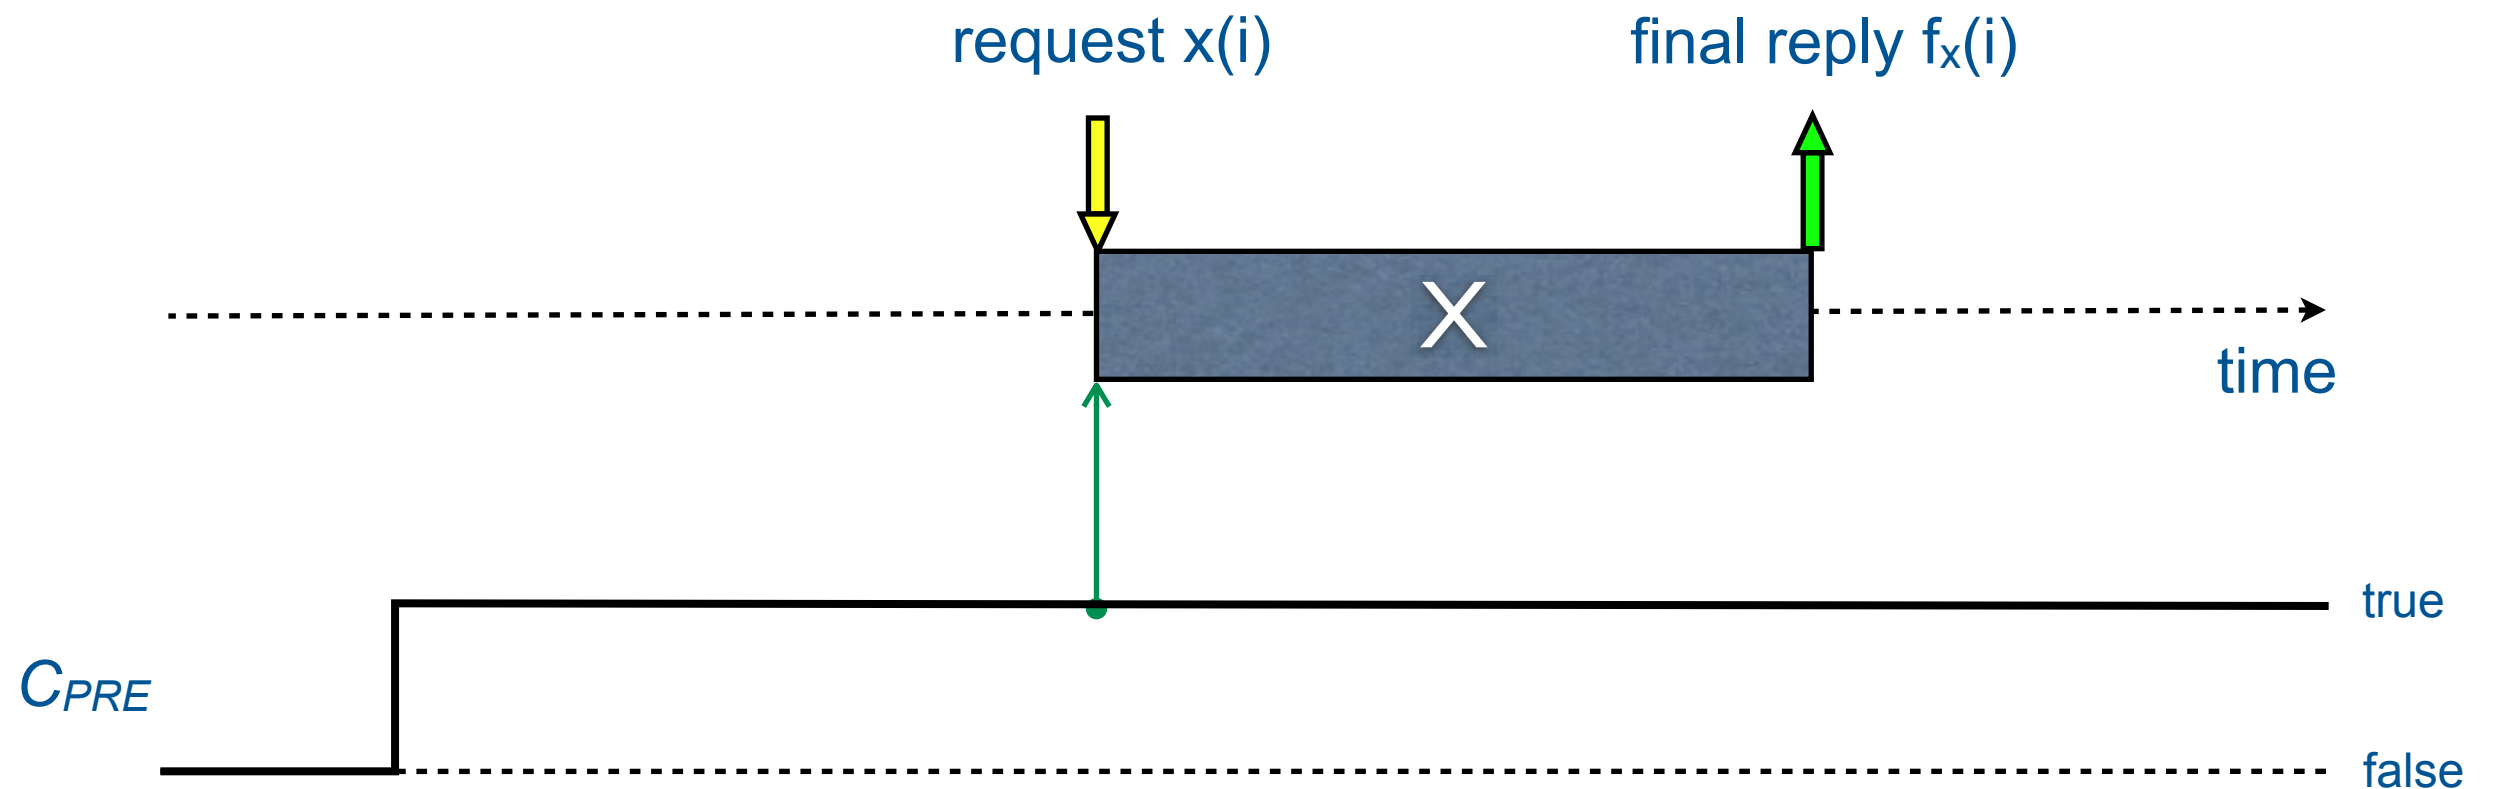 request x(i)
final reply fx(i)
X
time
true
CPRE
false